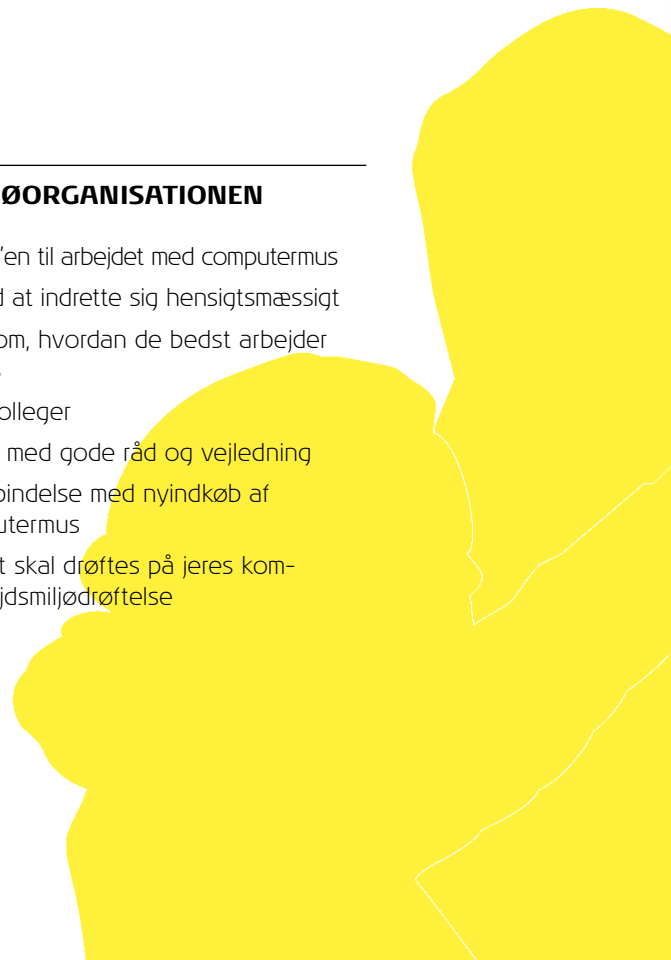 ØORGANISATIONEN
'en til arbejdet med computermus
d at indrette sig hensigtsmæssigt
om, hvordan de bedst arbejder
olleger
med gode råd og vejledning
bindelse med nyindkøb af
utermus
t skal drøftes på jeres kom-
jdsmiljødrøftelse